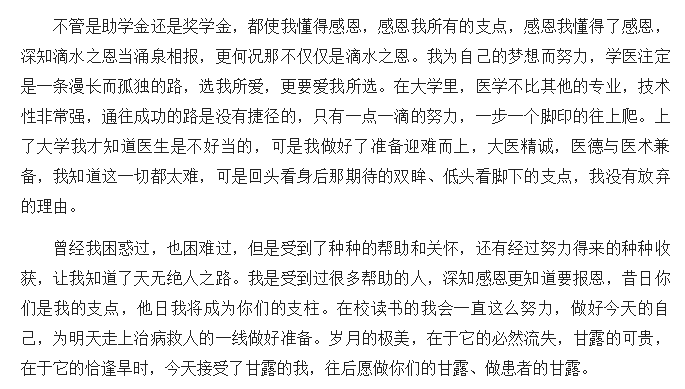 不管是助学金还是奖学金，都使我懂得感恩，感恩我所有的支点，感恩我懂得了感恩，
深知滴水之恩当涌泉相报，更何况那不仅仅是滴水之恩。我为自己的梦想而努力，学医注定
是一条漫长而孤独的路，选我所爱，更要爱我所选。在大学里，医学不比其他的专业，技术
性非常强，通往成功的路是没有捷径的，只有一点一滴的努力，一步一个脚印的往上爬。上
了大学我才知道医生是不好当的，可是我做好了准备迎难而上，大医精诚，医德与医术兼
备，我知道这一切都太难，可是回头看身后那期待的双眸、低头看脚下的支点，我没有放弃
的理由。
曾经我困惑过，也困难过，但是受到了种种的帮助和关怀，还有经过努力得来的种种收
获，让我知道了天无绝人之路。我是受到过很多帮助的人，深知感恩更知道要报恩，昔日你
们是我的支点，他日我将成为你们的支柱。在校读书的我会一直这么努力，做好今天的自
己，为明天走上治病救人的一线做好准备。岁月的极美，在于它的必然流失，甘露的可贵，
在于它的恰逢旱时，今天接受了甘露的我，往后愿做你们的甘露、做患者的甘露。